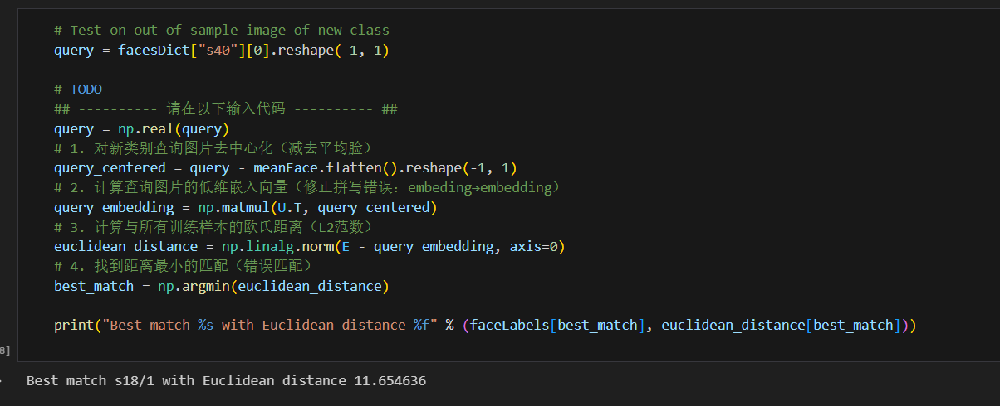 # Test on out-of-sample image of new class
query = facesDict["s40"][0].reshape(-1, 1)
# TODO
## ---------- 请在以下输入代码 ---------- ##
query = np.real(query)
# 1. 对新类别查询图片去中心化（减去平均脸）
query_centered = query - meanFace.flatten().reshape(-1, 1)
# 2. 计算查询图片的低维嵌入向量（修正拼写错误：embeding→embedding）
query_embedding = np.matmul(U.T, query_centered)
# 3. 计算与所有训练样本的欧氏距离（L2范数）
euclidean_distance = np.linalg.norm(E - query_embedding, axis=0)
# 4. 找到距离最小的匹配（错误匹配）
best_match = np.argmin(euclidean_distance)
print("Best match %s with Euclidean distance %f" % (faceLabels[best_match], euclidean_distance[best_match]))
8]
Best match s18/1 with Euclidean distance 11.654636